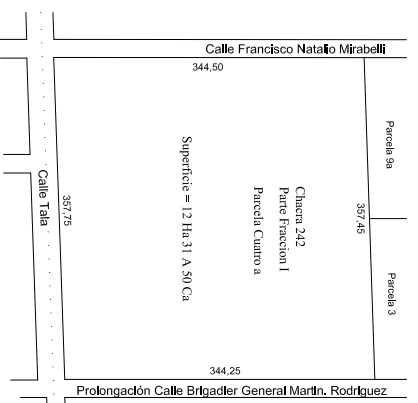 Calle Francisco Natalio Mirabelli
344,50
Parcela 9a
357,45
Parcela 3
Chacra 242
Parte Fraccion I
Parcela Cuatro a
Superficie = 12 Ha 31 A 50 Ca
357,75
Calle Tala
344,25
Prolongación Calle Brigadier General Martin. Rodriguez